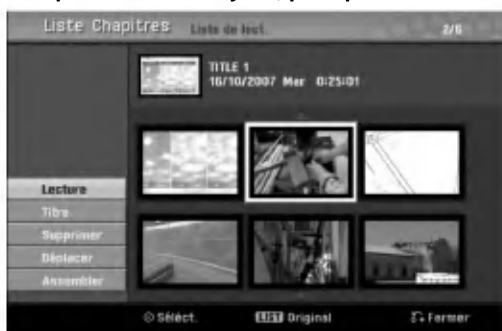 Liste Chapitres Liste de lect. 2/6
TITLE 1
16/10/2007 Mer 0:25:01
Lecture
Titre
Supprimer
Déplacer
Assembler
Séléct. LIST Original Fermer